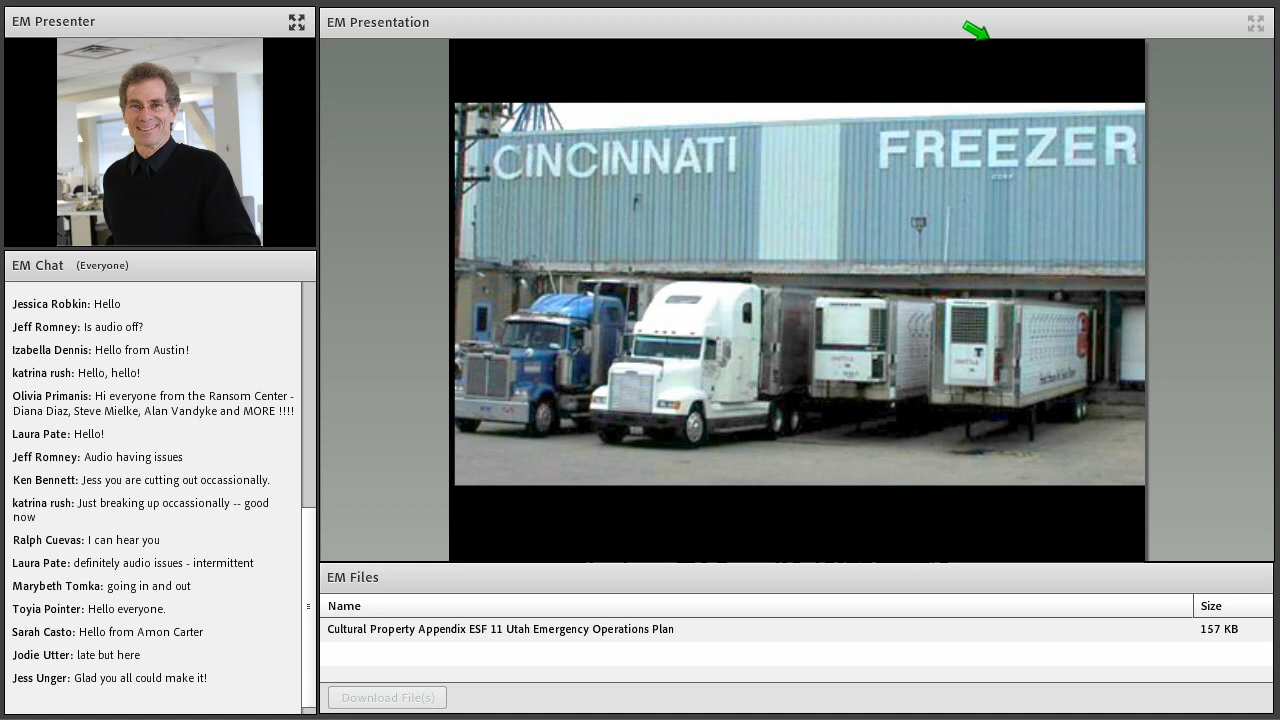 EM Presenter
EM Chat (Everyone)
Jessica Robkin: Hello
Jeff Romney: Is audio off?
Izabella Dennis: Hello from Austin!
katrina rush: Hello, hello!
Olivia Primanis: Hi everyone from the Ransom Center -
Diana Diaz, Steve Mielke, Alan Vandyke and MORE !!!!
Laura Pate: Hello!
Jeff Romney: Audio having issues
Ken Bennett: Jess you are cutting out occassionally.
katrina rush: Just breaking up occassionally -- good
now
Ralph Cuevas: I can hear you
Laura Pate: definitely audio issues - intermittent
Marybeth Tomka: going in and out
Toyia Pointer: Hello everyone.
Sarah Casto: Hello from Amon Carter
Jodie Utter: late but here
Jess Unger: Glad you all could make it!
EM Presentation
CINCINNATI FREEZER
CORP
EM Files
Name Size
Cultural Property Appendix ESF 11 Utah Emergency Operations Plan 157 KB
Download File(s)